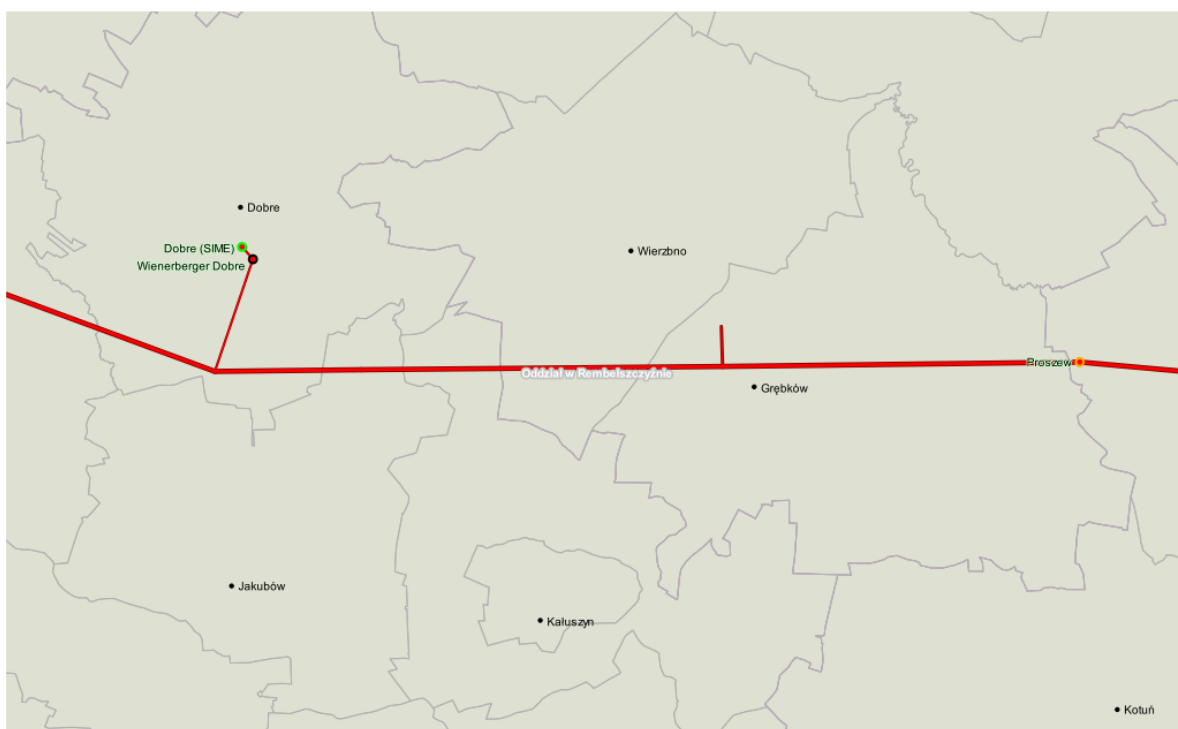 Dobre
Dobre (SIME)
Wierzbno
Wienerberger Dobre
Proszew
Oddział w Rembelszczyźnie
Grębków
Jakubów
Kałuszyn
Kotuń